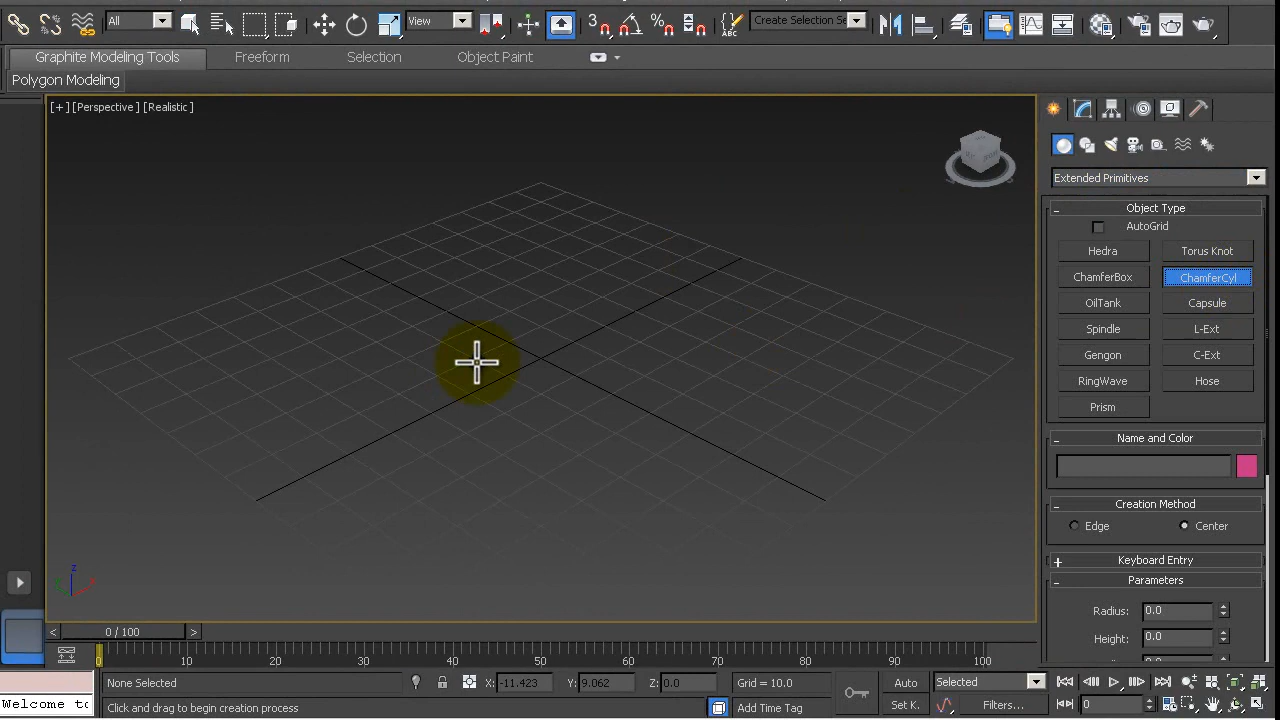 All
View
3
%
ABC
Create Selection Se
Graphite Modeling Tools
Freeform
Selection
Object Paint
Polygon Modeling
[+][Perspective][Realistic]
Extended Primitives
- Object Type
AutoGrid
Hedra
Torus Knot
ChamferBox
ChamferCyl
OilTank
Capsule
Spindle
L-Ext
Gengon
C-Ext
RingWave
Hose
Prism
- Name and Color
- Creation Method
Edge
Center
+ Keyboard Entry
- Parameters
Radius: 0.0
Height: 0.0
z
< 0 / 100 >
0 10 20 30 40 50 60 70 80 90 100
None Selected
X: -11.423
Y: 9.062
Z: 0.0
Grid = 10.0
Auto
Selected
Welcome to
Click and drag to begin creation process
Add Time Tag
Set K.
Filters...
0